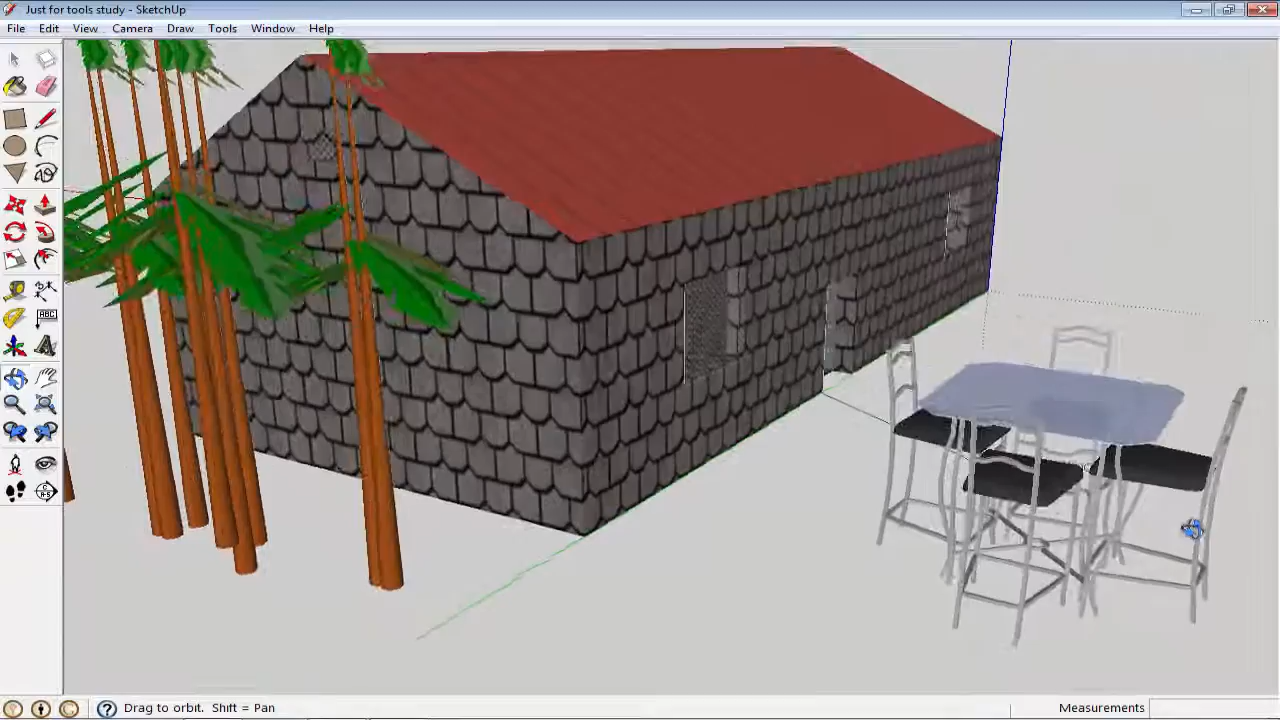 Just for tools study - SketchUp
File Edit View Camera Draw Tools Window Help
ABC
Drag to orbit. Shift = Pan
Measurements